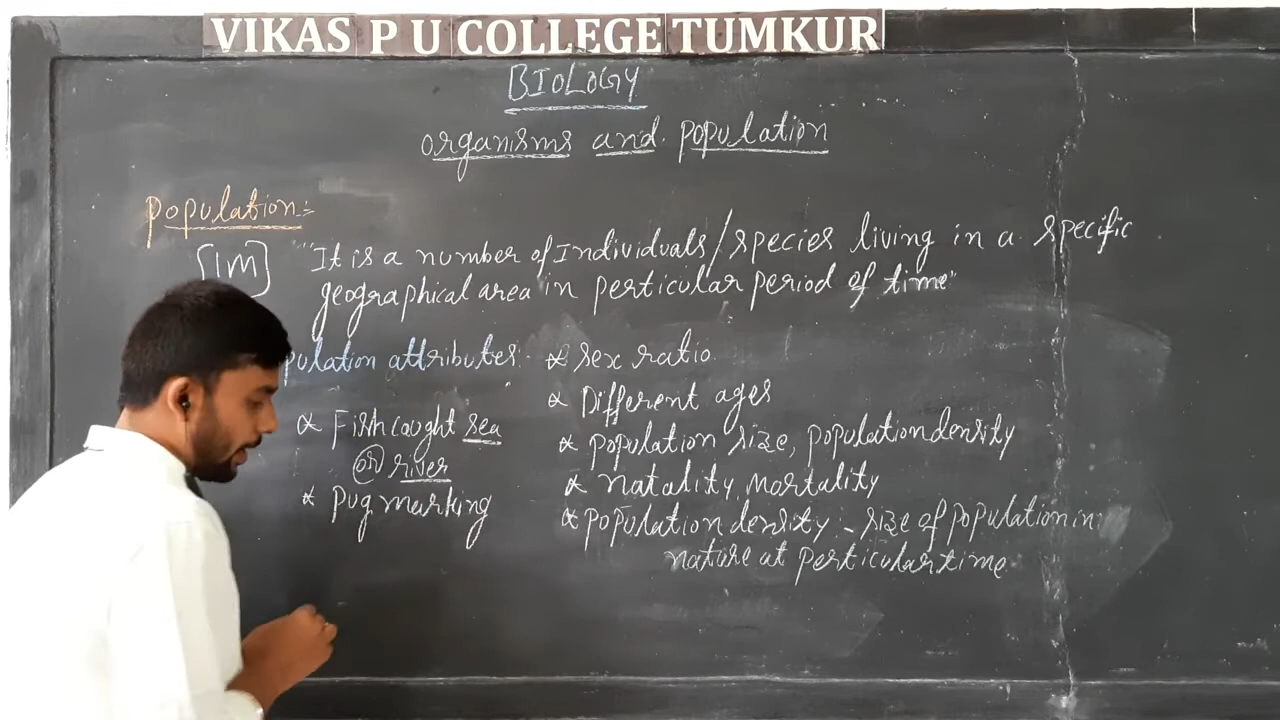 VIKAS P U COLLEGE TUMKUR
BIOLOGY
organisms and population
population:-
[1M] "It is a number of Individuals/species living in a specific
geographical area in perticular period of time"
pulation attributes:
* Fish caught sea
or river
* Pug marking
* sex ratio
* Different ages
* population size, population density
* natality, mortality
* population density :- size of population in
nature at perticular time